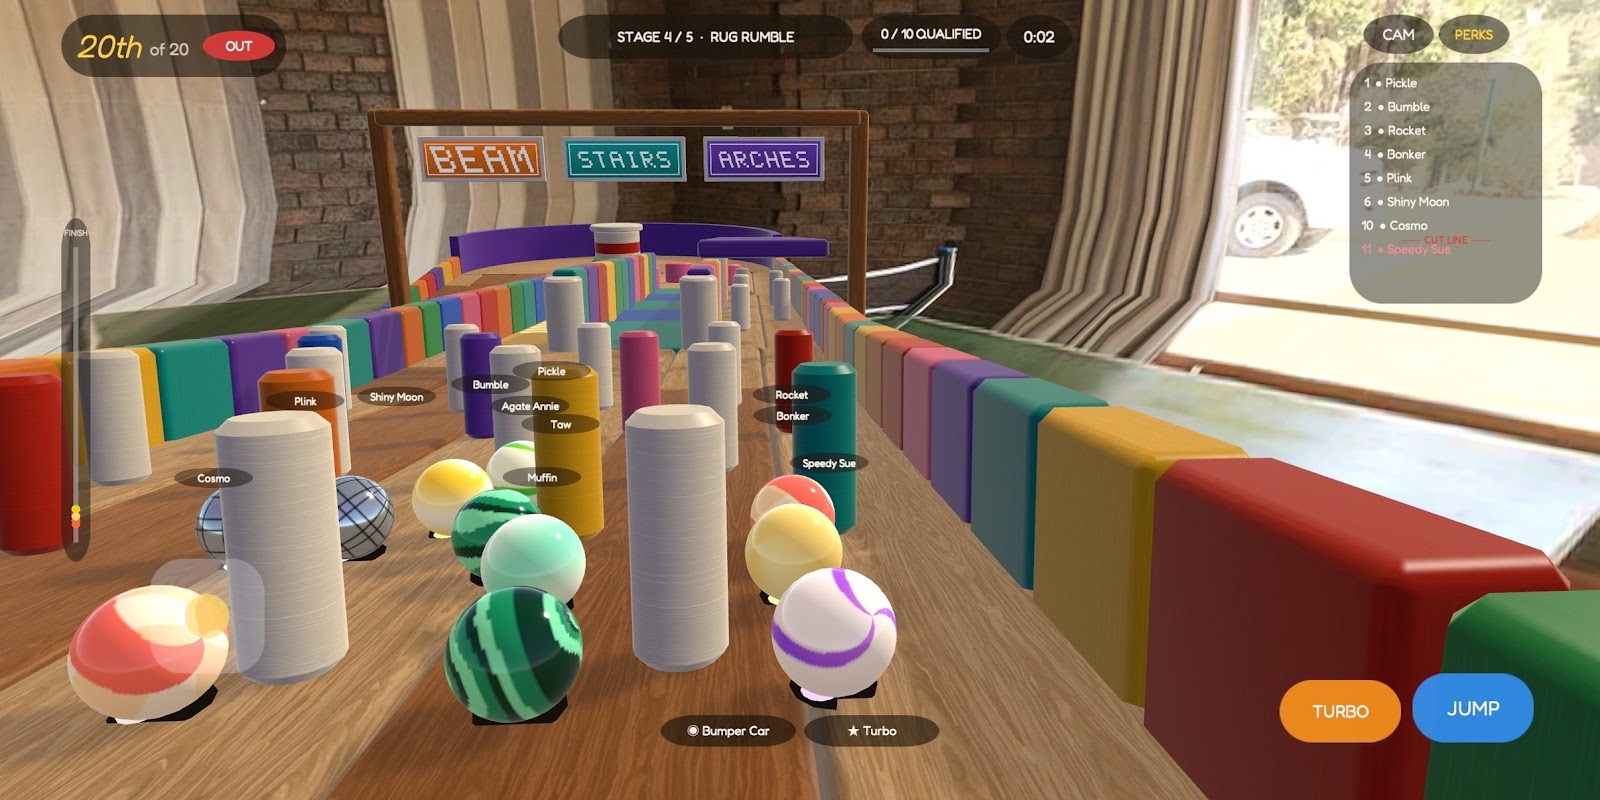 20th of 20 OUT
STAGE 4 / 5 · RUG RUMBLE
0 / 10 QUALIFIED
0:02
CAM
PERKS
1 • Pickle
2 • Bumble
3 • Rocket
4 • Bonker
5 • Plink
6 • Shiny Moon
10 • Cosmo
CUT LINE
11 • Speedy Sue
BEAM
STAIRS
ARCHES
FINISH
Pickle
Bumble
Plink
Shiny Moon
Agate Annie
Taw
Rocket
Bonker
Speedy Sue
Cosmo
Muffin
TURBO
JUMP
◉ Bumper Car
★ Turbo